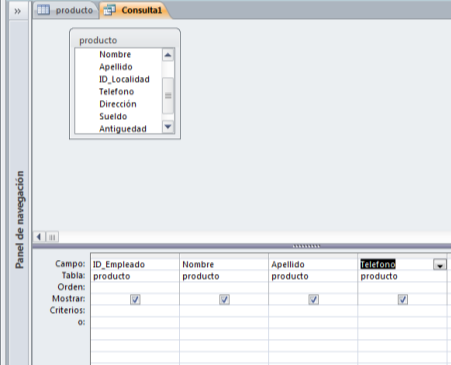 » producto Consulta1
producto
Nombre
Apellido
ID_Localidad
Telefono
Dirección
Sueldo
Antiguedad
Panel de navegación
Campo: ID_Empleado Nombre Apellido Telefono
Tabla: producto producto producto producto
Orden:
Mostrar:
Criterios:
o: